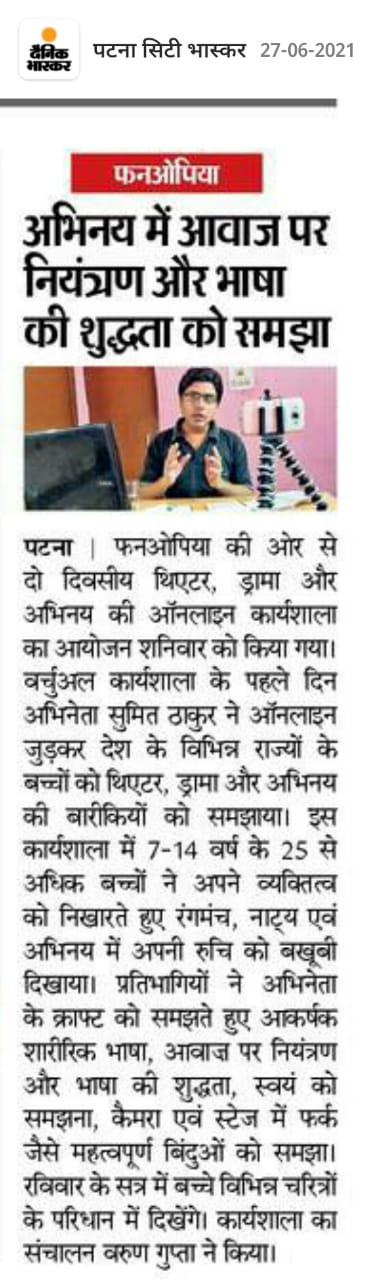 दैनिक
भास्कर
पटना सिटी भास्कर 27-06-2021
फनओपिया
अभिनय में आवाज पर
नियंत्रण और भाषा
की शुद्धता को समझा
पटना | फनओपिया की ओर से
दो दिवसीय थिएटर, ड्रामा और
अभिनय की ऑनलाइन कार्यशाला
का आयोजन शनिवार को किया गया।
वर्चुअल कार्यशाला के पहले दिन
अभिनेता सुमित ठाकुर ने ऑनलाइन
जुड़कर देश के विभिन्न राज्यों के
बच्चों को थिएटर, ड्रामा और अभिनय
की बारीकियों को समझाया। इस
कार्यशाला में 7-14 वर्ष के 25 से
अधिक बच्चों ने अपने व्यक्तित्व
को निखारते हुए रंगमंच, नाट्य एवं
अभिनय में अपनी रुचि को बखूबी
दिखाया। प्रतिभागियों ने अभिनेता
के क्राफ्ट को समझते हुए आकर्षक
शारीरिक भाषा, आवाज पर नियंत्रण
और भाषा की शुद्धता, स्वयं को
समझना, कैमरा एवं स्टेज में फर्क
जैसे महत्वपूर्ण बिंदुओं को समझा।
रविवार के सत्र में बच्चे विभिन्न चरित्रों
के परिधान में दिखेंगे। कार्यशाला का
संचालन वरुण गुप्ता ने किया।